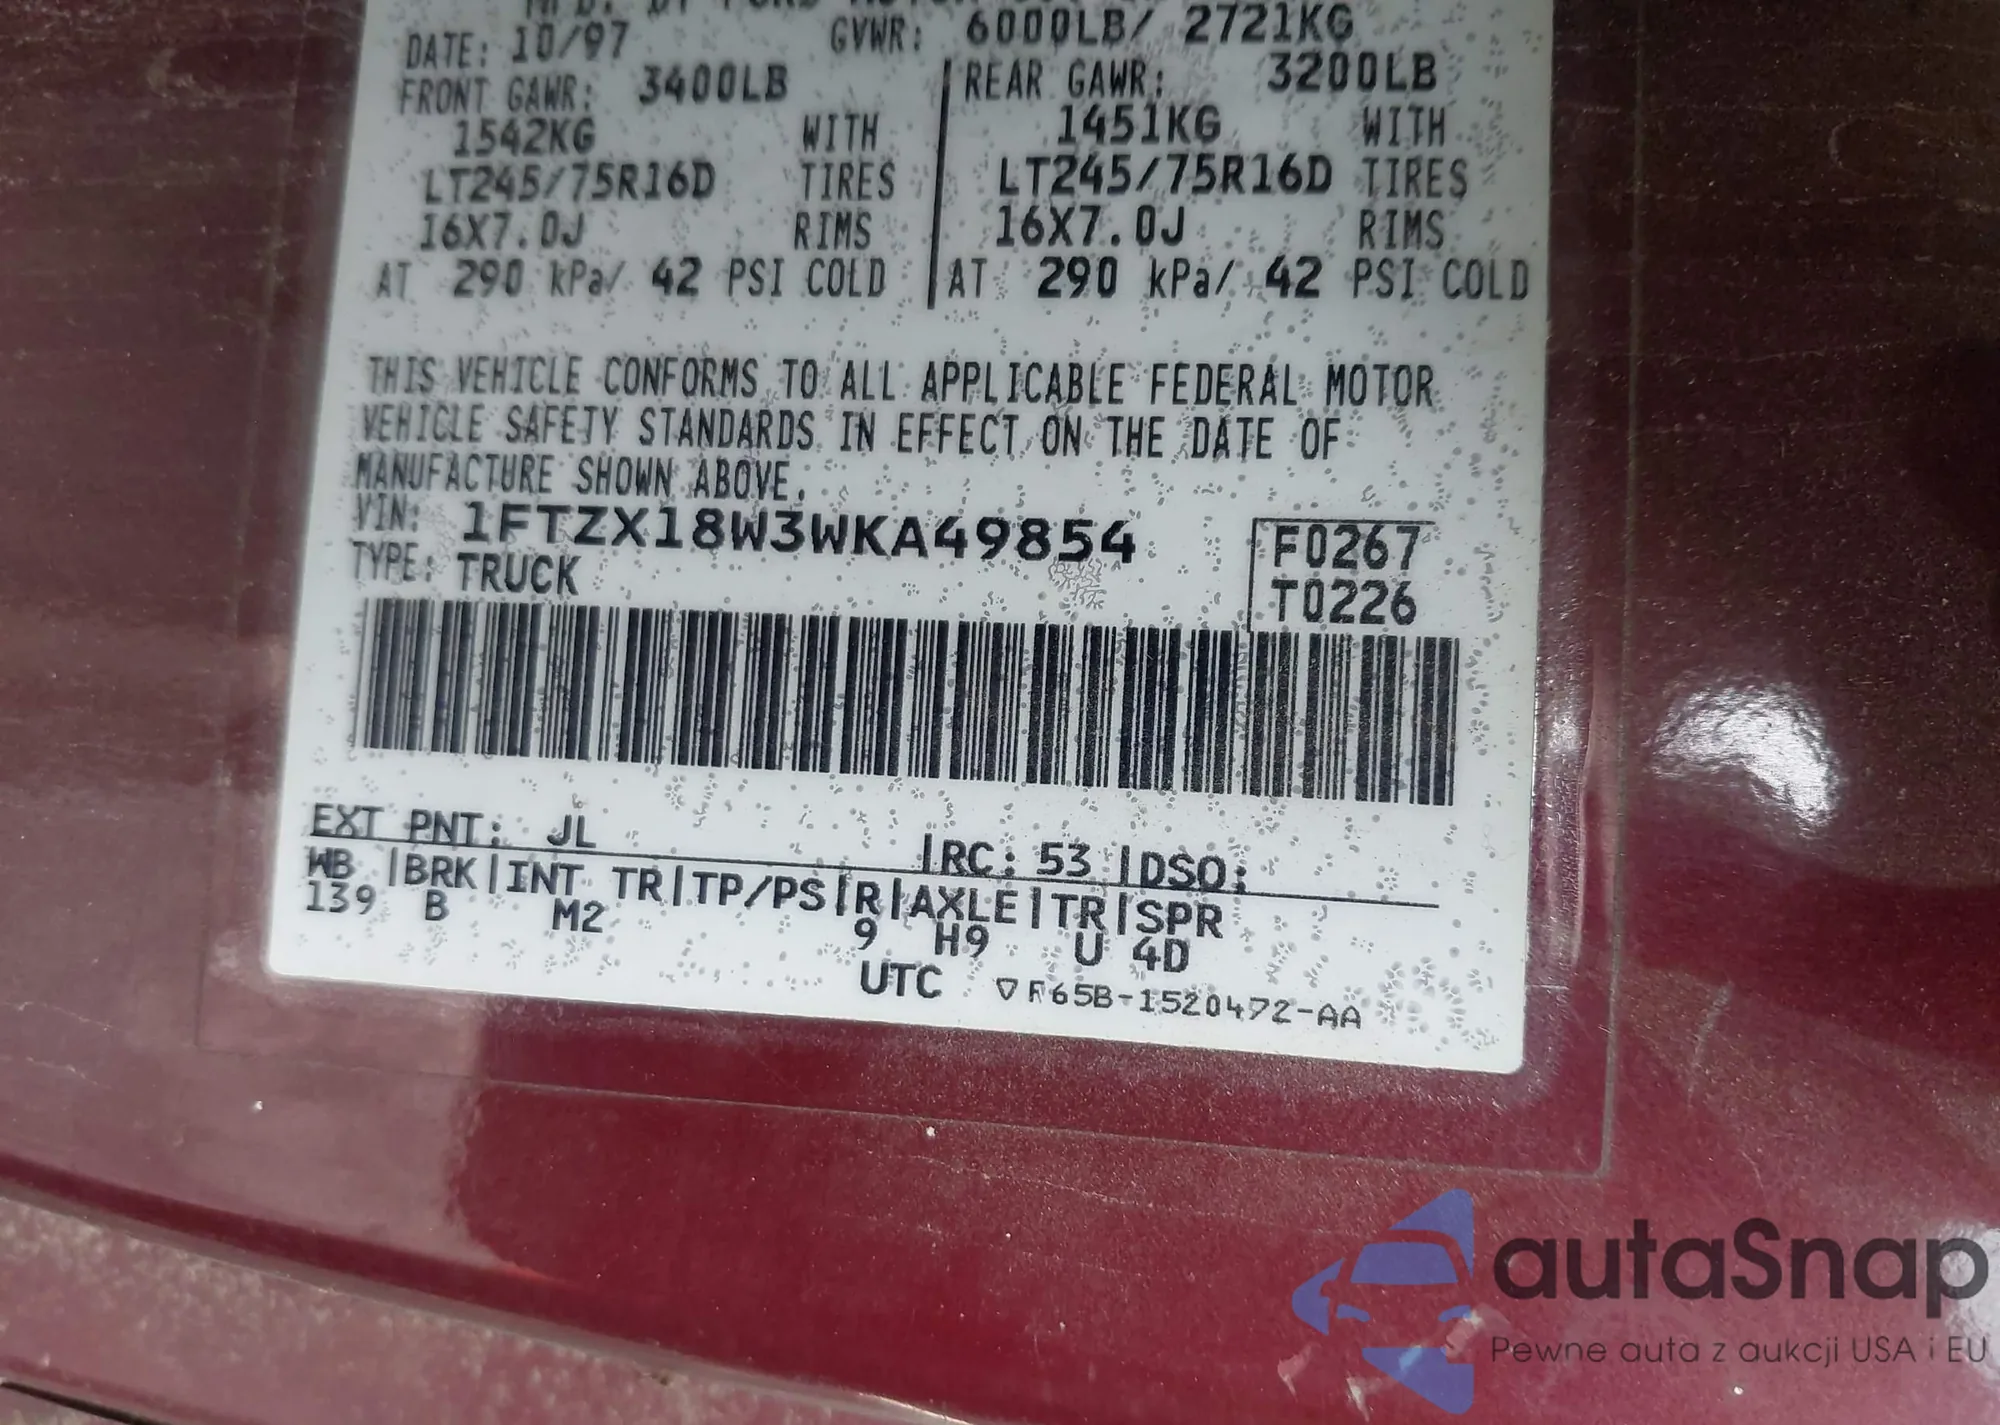 MFD. BY FORD MOTOR
DATE: 10/97 GVWR: 6000LB/ 2721KG
FRONT GAWR: 3400LB REAR GAWR: 3200LB
1542KG WITH 1451KG WITH
LT245/75R16D TIRES LT245/75R16D TIRES
16X7.0J RIMS 16X7.0J RIMS
AT 290 kPa/ 42 PSI COLD AT 290 kPa/ 42 PSI COLD
THIS VEHICLE CONFORMS TO ALL APPLICABLE FEDERAL MOTOR
VEHICLE SAFETY STANDARDS IN EFFECT ON THE DATE OF
MANUFACTURE SHOWN ABOVE.
VIN: 1FTZX18W3WKA49854 F0267
TYPE: TRUCK T0226
EXT PNT: JL RC: 53 DSO:
WB BRK INT TR TP/PS R AXLE TR SPR
139 B M2 9 H9 U 4D
UTC ▽F65B-1520472-AA
autaSnap
Pewne auta z aukcji USA i EU